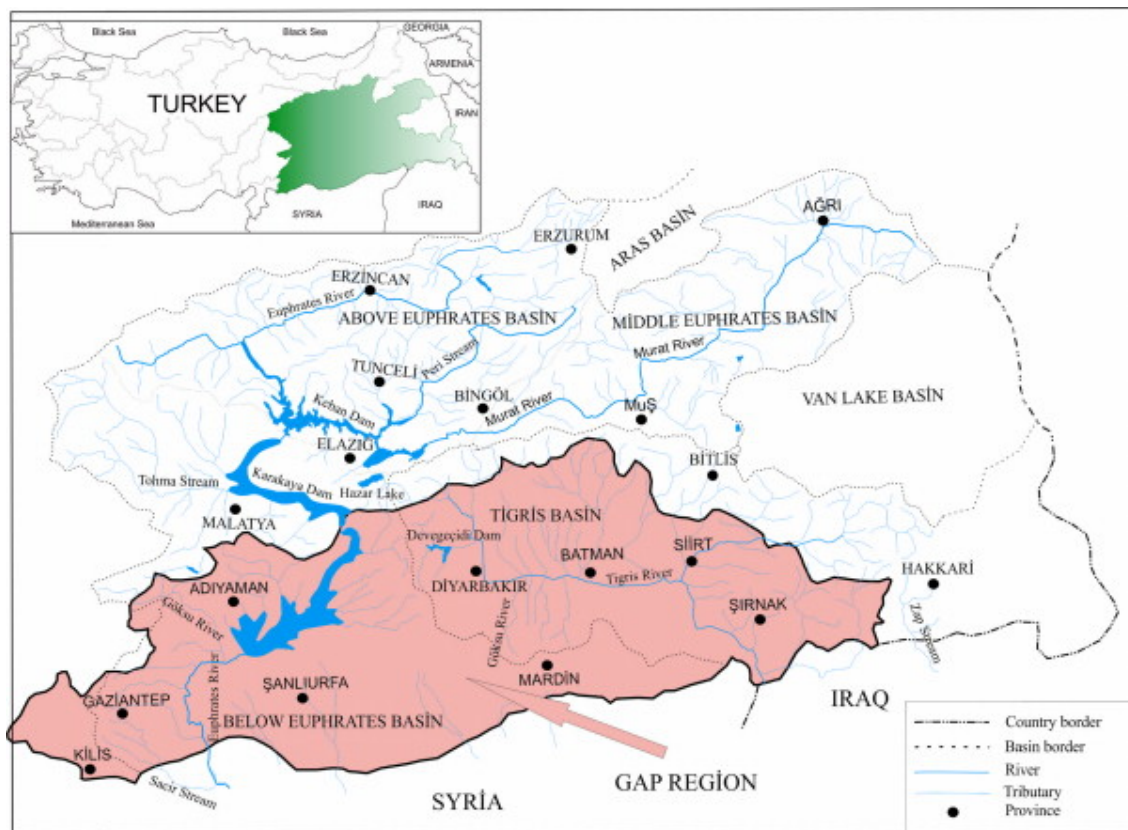 Black Sea
Black Sea
GEORGIA
ARMENIA
TURKEY
IRAN
SYRIA
IRAQ
Mediterranean Sea
AĞRI
ERZURUM
ARAS BASİN
ERZİNCAN
Euphrates River
ABOVE EUPHRATES BASİN
MİDDLE EUPHRATES BASİN
Murat River
TUNCELİ
Peri Stream
BİNGÖL
Murat River
MuŞ
VAN LAKE BASİN
Keban Dam
ELAZIĞ
BİTLİS
Tohma Stream
Karakaya Dam
Hazar Lake
MALATYA
TİGRİS BASİN
Devegeçidi Dam
BATMAN
SİİRT
DİYARBAKIR
Tigris River
HAKKARİ
ADIYAMAN
Göksu River
ŞIRNAK
Zap Stream
Göksu River
MARDİN
Euphrates River
ŞANLIURFA
GAZİANTEP
BELOW EUPHRATES BASİN
IRAQ
KİLİS
Sacir Stream
GAP REGİON
SYRİA
Country border
Basin border
River
Tributary
Province